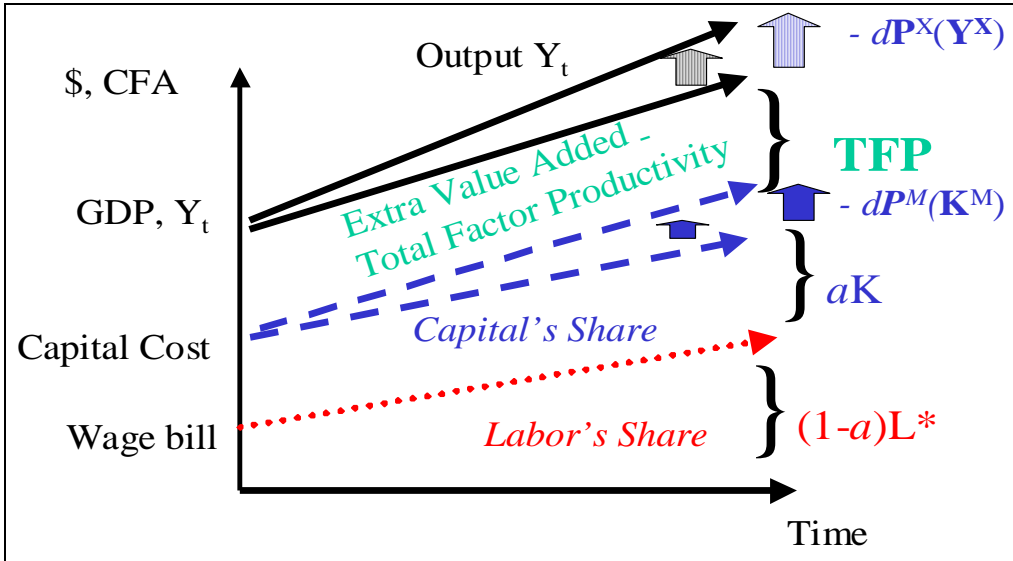 - dP^X(Y^X)
Output Y_t
$, CFA
Extra Value Added -
Total Factor Productivity
TFP
GDP, Y_t
- dP^M(K^M)
aK
Capital's Share
Capital Cost
Wage bill
Labor's Share
(1-a)L*
Time